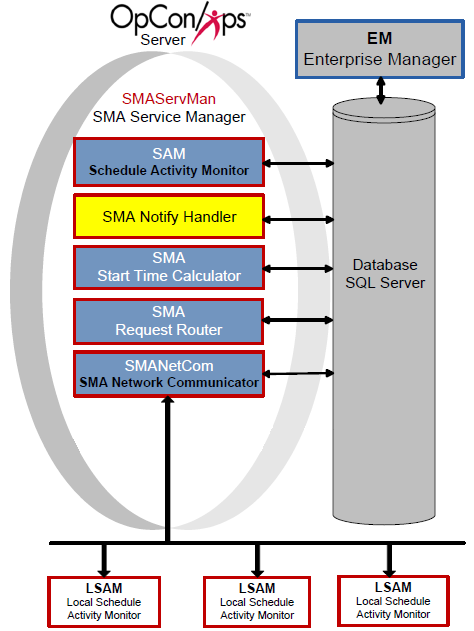 OpCon/xps™
Server
EM
Enterprise Manager
SMAServMan
SMA Service Manager
SAM
Schedule Activity Monitor
SMA Notify Handler
SMA
Start Time Calculator
SMA
Request Router
SMANetCom
SMA Network Communicator
Database
SQL Server
LSAM
Local Schedule
Activity Monitor
LSAM
Local Schedule
Activity Monitor
LSAM
Local Schedule
Activity Monitor